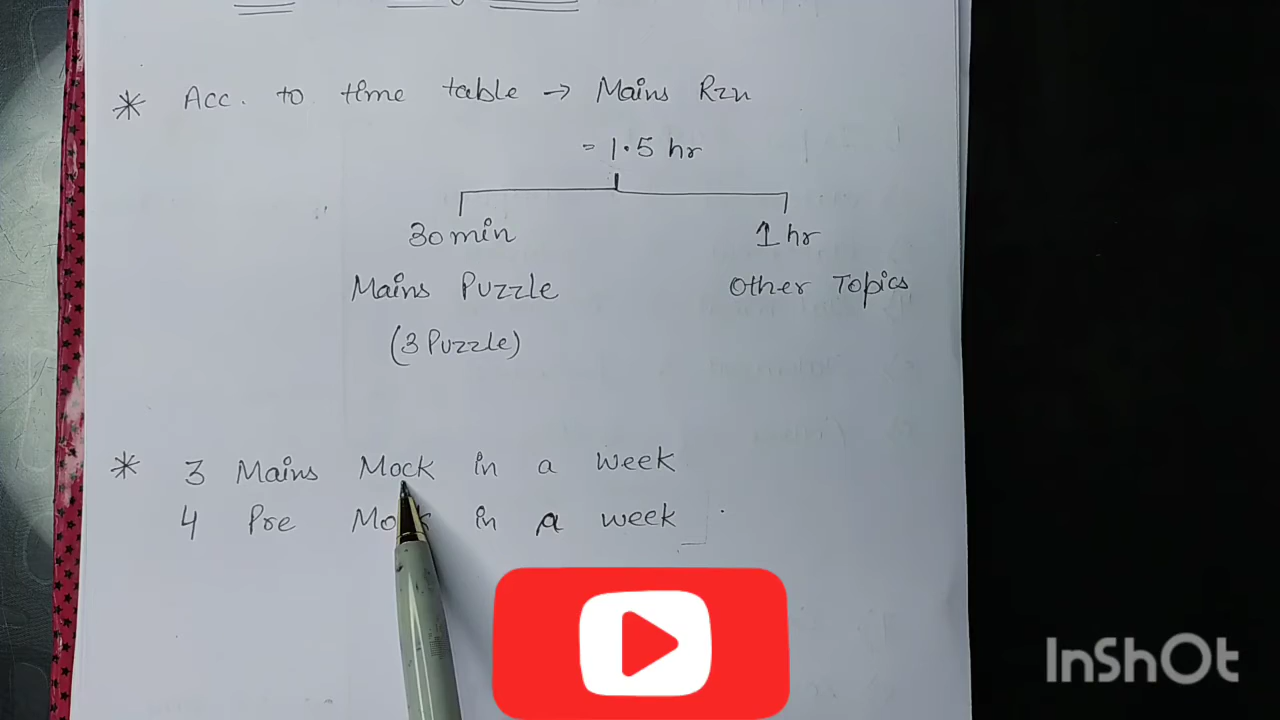 * Acc. to time table → Mains Rzn
= 1.5 hr
30 min 1 hr
Mains Puzzle Other Topics
(3 Puzzle)
* 3 Mains Mock in a week
4 Pre Mock in a week
InShOt